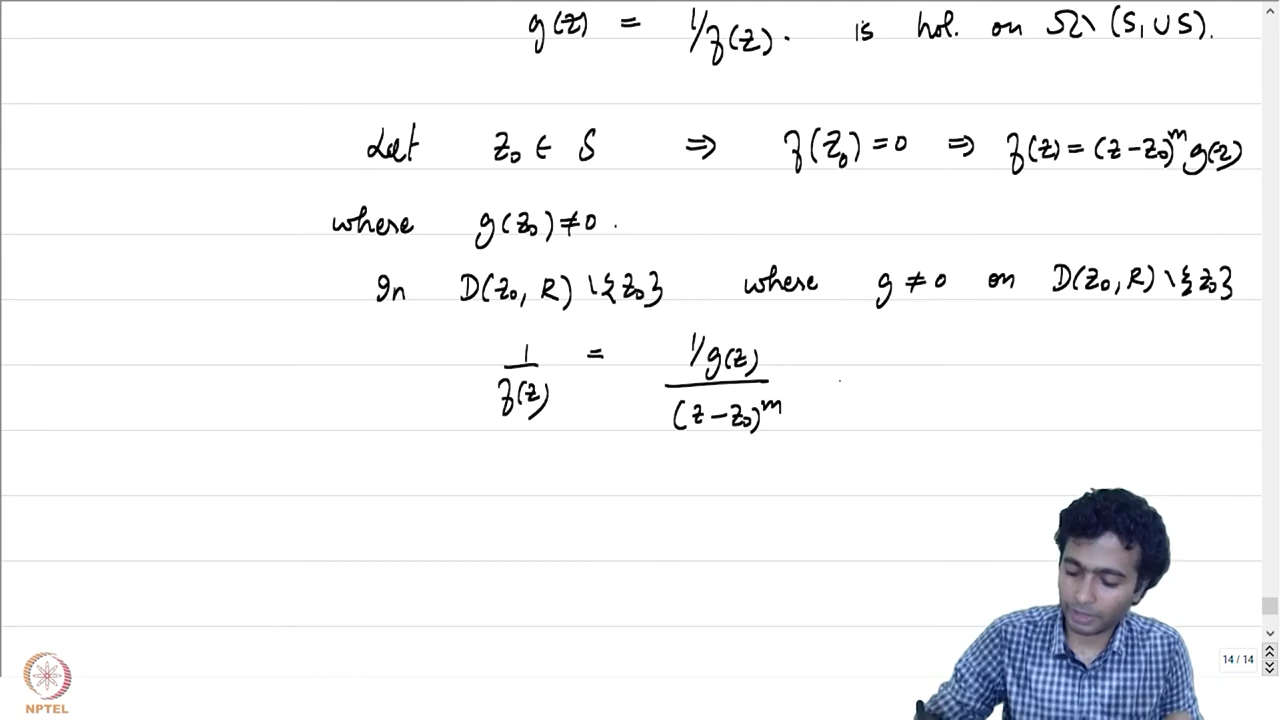 g(z) = 1/f(z). is hol. on Ω\(S₁∪S).
Let z₀ ∈ S ⇒ f(z₀)=0 ⇒ f(z)=(z-z₀)ᵐg(z)
where g(z₀)≠0.
In D(z₀, R)\{z₀} where g≠0 on D(z₀, R)\{z₀}
1/f(z) = (1/g(z))/(z-z₀)ᵐ
14 / 14
NPTEL